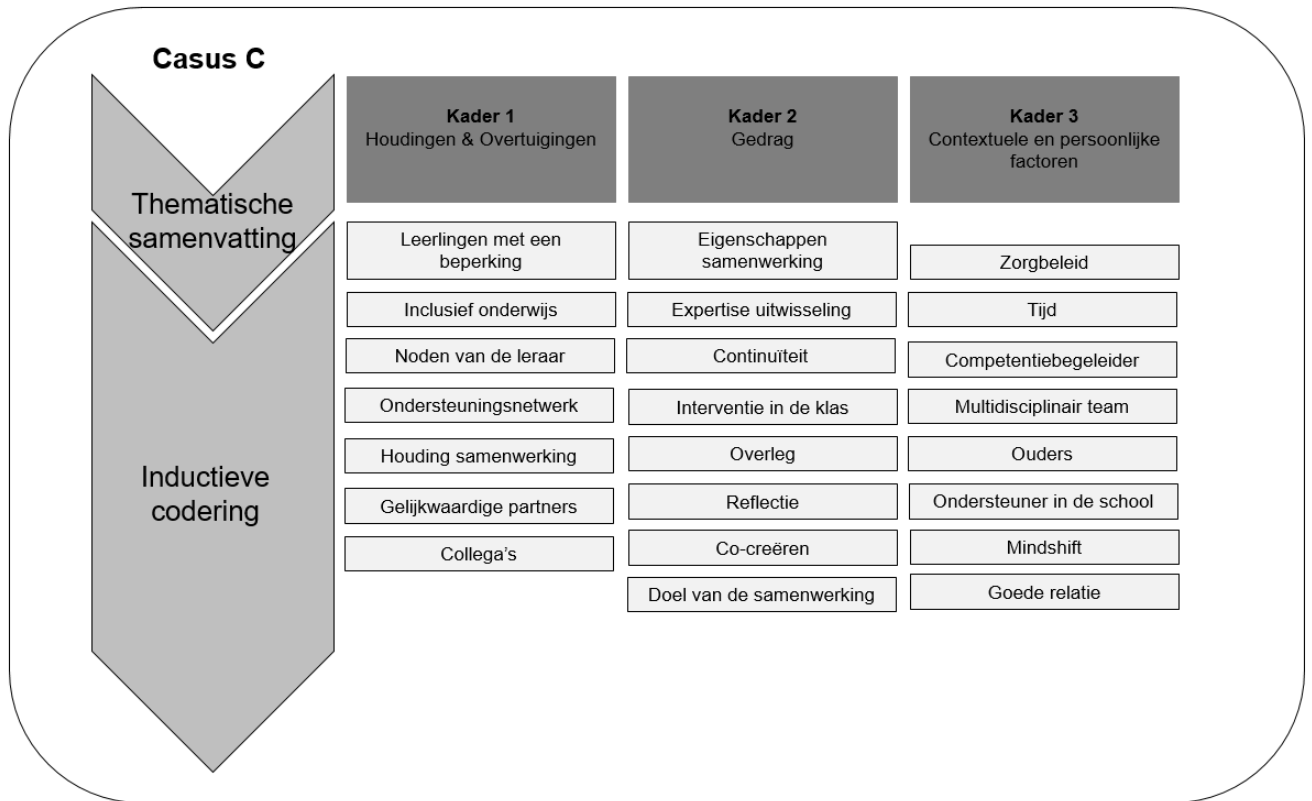 Casus C
Thematische
samenvatting
Inductieve
codering
Kader 1
Houdingen & Overtuigingen
Leerlingen met een
beperking
Inclusief onderwijs
Noden van de leraar
Ondersteuningsnetwerk
Houding samenwerking
Gelijkwaardige partners
Collega’s
Kader 2
Gedrag
Eigenschappen
samenwerking
Expertise uitwisseling
Continuïteit
Interventie in de klas
Overleg
Reflectie
Co-creëren
Doel van de samenwerking
Kader 3
Contextuele en persoonlijke
factoren
Zorgbeleid
Tijd
Competentiebegeleider
Multidisciplinair team
Ouders
Ondersteuner in de school
Mindshift
Goede relatie